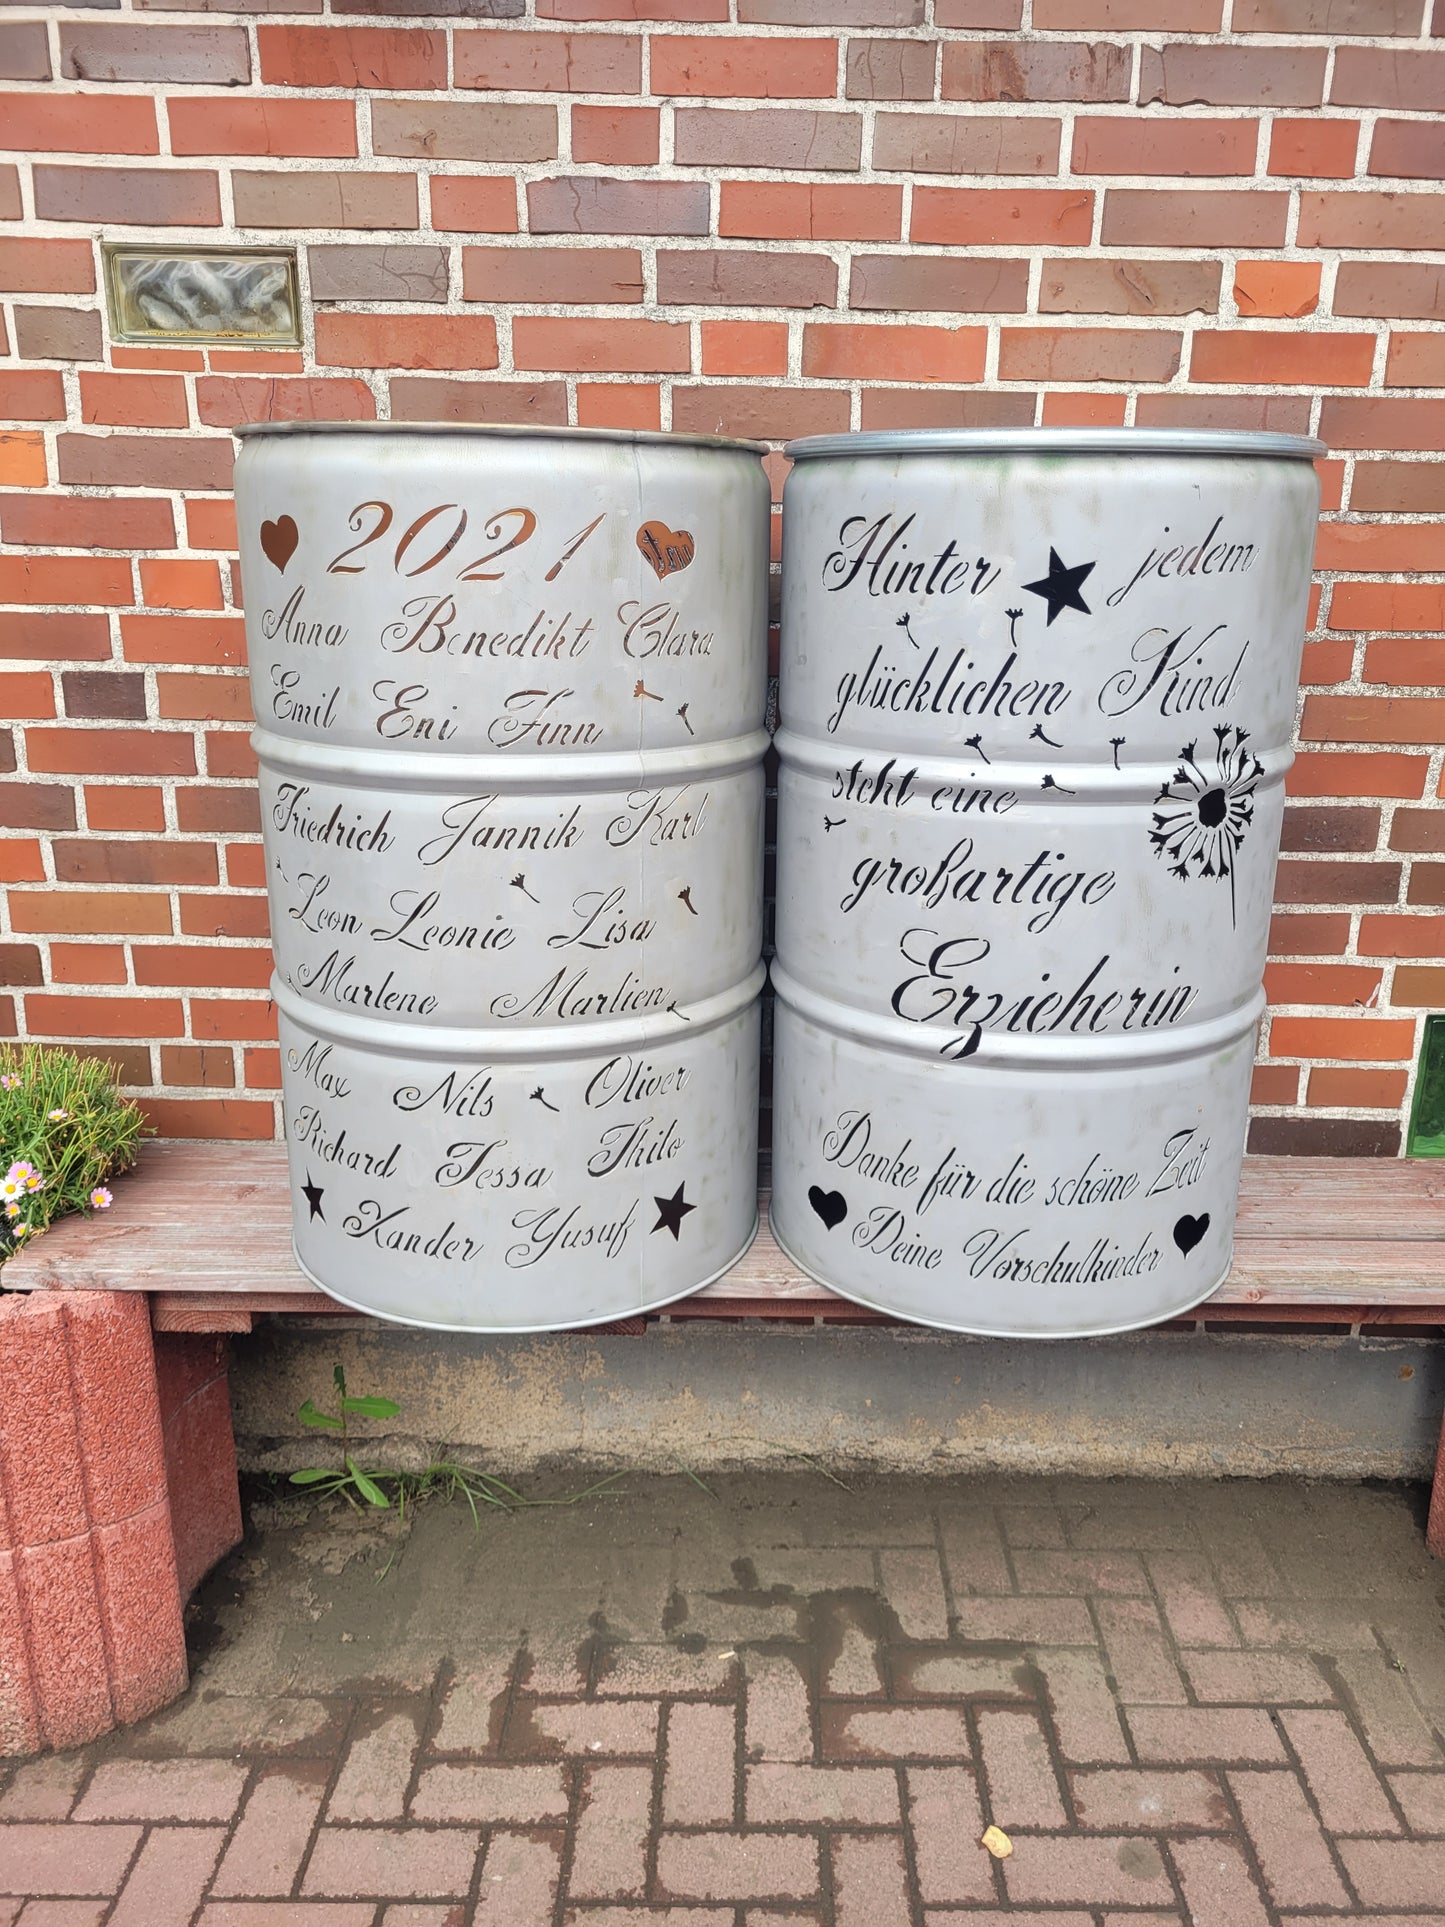 2021
Anna Benedikt Clara
Emil Eni Finn
Friedrich Jannik Karl
Leon Leonie Lisa
Marlene Marlien
Max Nils Oliver
Richard Tessa Thilo
Xander Yusuf
Hinter jedem
glücklichen Kind
steht eine
großartige
Erzieherin
Danke für die schöne Zeit
Deine Vorschulkinder